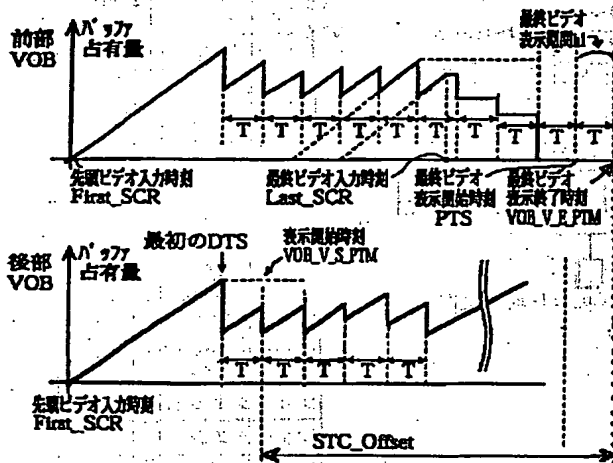 前部
VOB
バッファ
占有量
最終ビデオ
表示期間h1
T T T T T T T T T
先頭ビデオ入力時刻
First_SCR
最終ビデオ入力時刻
Last_SCR
最終ビデオ
表示開始時刻
PTS
最終ビデオ
表示終了時刻
VOB_V_E_PTM
後部
VOB
バッファ
占有量
最初のDTS
表示開始時刻
VOB_V_S_PTM
T T T T T
先頭ビデオ入力時刻
First_SCR
STC_Offset